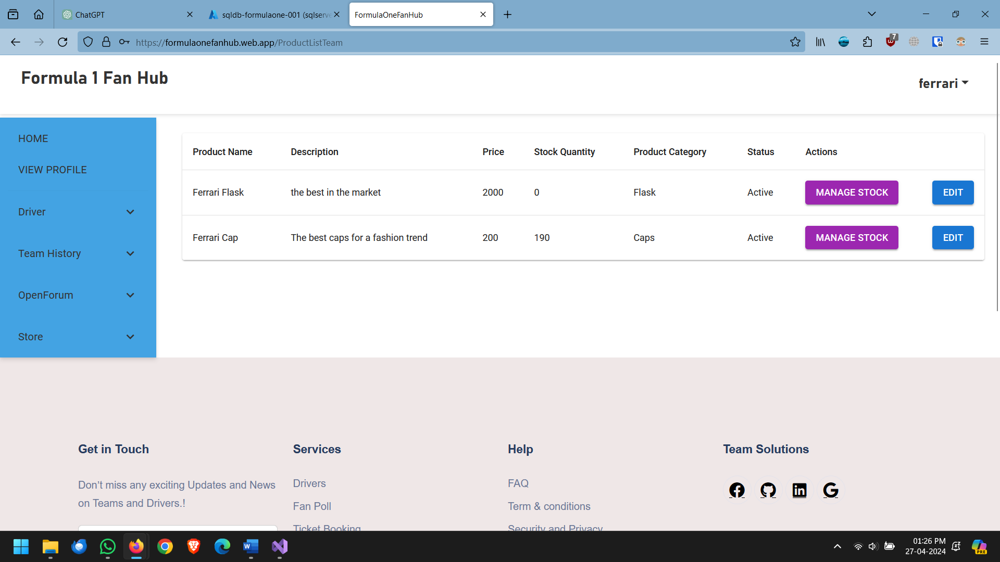 ChatGPT
sqldb-formulaone-001 (sqlserve
FormulaOneFanHub
7
https://formulaonefanhub.web.app/ProductListTeam
Formula 1 Fan Hub
ferrari
HOME
VIEW PROFILE
Driver
Team History
OpenForum
Store
Product Name Description Price Stock Quantity Product Category Status Actions
Ferrari Flask the best in the market 2000 0 Flask Active MANAGE STOCK EDIT
Ferrari Cap The best caps for a fashion trend 200 190 Caps Active MANAGE STOCK EDIT
Get in Touch
Don’t miss any exciting Updates and News
on Teams and Drivers.!
Services
Drivers
Fan Poll
Ticket Booking
Help
FAQ
Term & conditions
Security and Privacy
Team Solutions
01:26 PM
27-04-2024
PRE